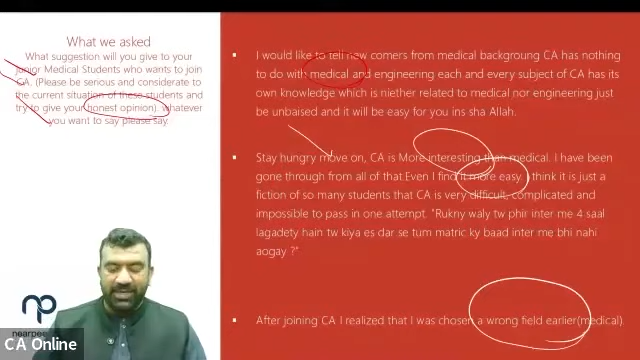 What we asked
What suggestion will you give to your
junior Medical Students who wants to join
CA. (Please be serious and considerate to
the current situation of these students and
try to give your honest opinion). whatever
you want to say please say.
▪ I would like to tell new comers from medical backgroung CA has nothing
to do with medical and engineering each and every subject of CA has its
own knowledge which is niether related to medical nor engineering just
be unbaised and it will be easy for you ins sha Allah.
▪ Stay hungry move on, CA is More interesting than medical. I have been
gone through from all of that.Even I find it more easy. I think it is just a
fiction of so many students that CA is very difficult, complicated and
impossible to pass in one attempt. "Rukny waly tw phir inter me 4 saal
lagadety hain tw kiya es dar se tum matric ky baad inter me bhi nahi
aogay ?"
▪ After joining CA I realized that I was chosen a wrong field earlier(medical).
CA Online